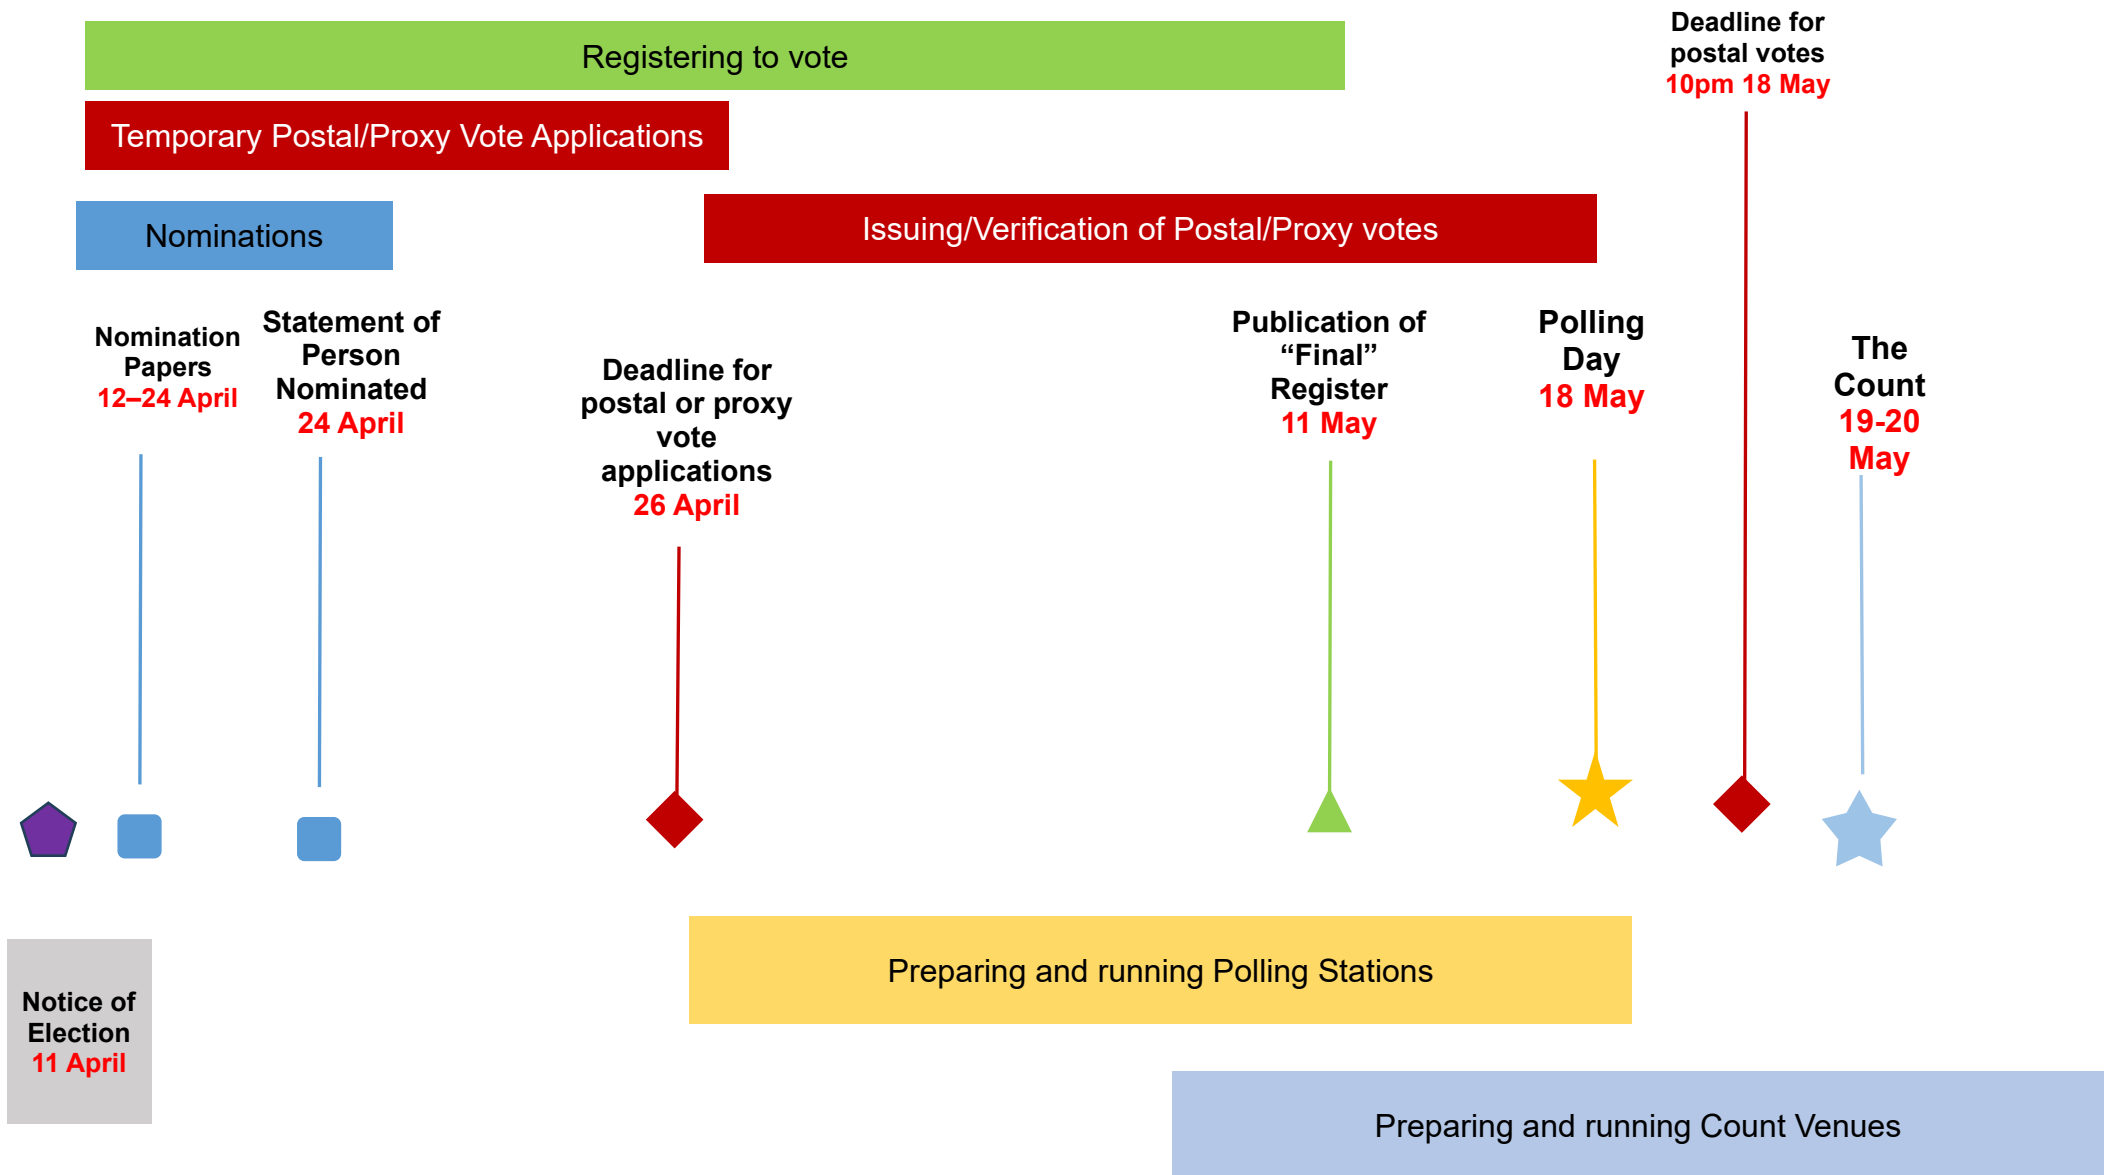 Registering to vote
Deadline for
postal votes
10pm 18 May
Temporary Postal/Proxy Vote Applications
Issuing/Verification of Postal/Proxy votes
Nominations
Nomination
Papers
12–24 April
Statement of
Person
Nominated
24 April
Deadline for
postal or proxy
vote
applications
26 April
Publication of
“Final”
Register
11 May
Polling
Day
18 May
The
Count
19-20
May
Preparing and running Polling Stations
Notice of
Election
11 April
Preparing and running Count Venues